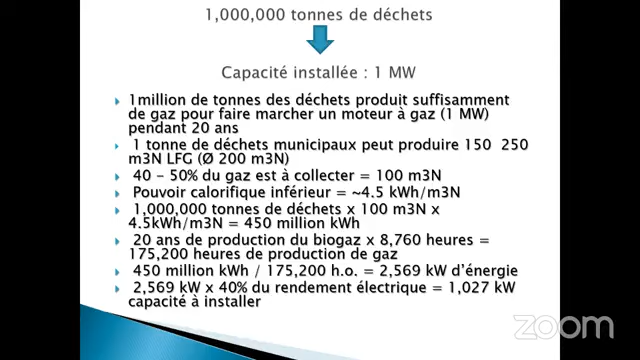 1,000,000 tonnes de déchets
Capacité installée : 1 MW
1million de tonnes des déchets produit suffisamment
de gaz pour faire marcher un moteur à gaz (1 MW)
pendant 20 ans
1 tonne de déchets municipaux peut produire 150 250
m3N LFG (Ø 200 m3N)
40 - 50% du gaz est à collecter = 100 m3N
Pouvoir calorifique inférieur = ~4.5 kWh/m3N
1,000,000 tonnes de déchets x 100 m3N x
4.5kWh/m3N = 450 million kWh
20 ans de production du biogaz x 8,760 heures =
175,200 heures de production de gaz
450 million kWh / 175,200 h.o. = 2,569 kW d'énergie
2,569 kW x 40% du rendement électrique = 1,027 kW
capacité à installer
zoom